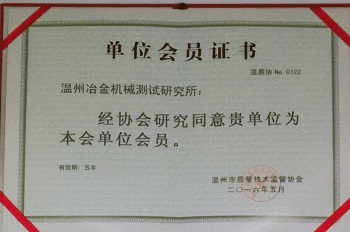 单位会员证书
温质协 No. 0122
温州冶金机械测试研究所：
经协会研究同意贵单位为
本会单位会员。
有效期：五年
温州市质量技术监督协会
二〇一六年五月